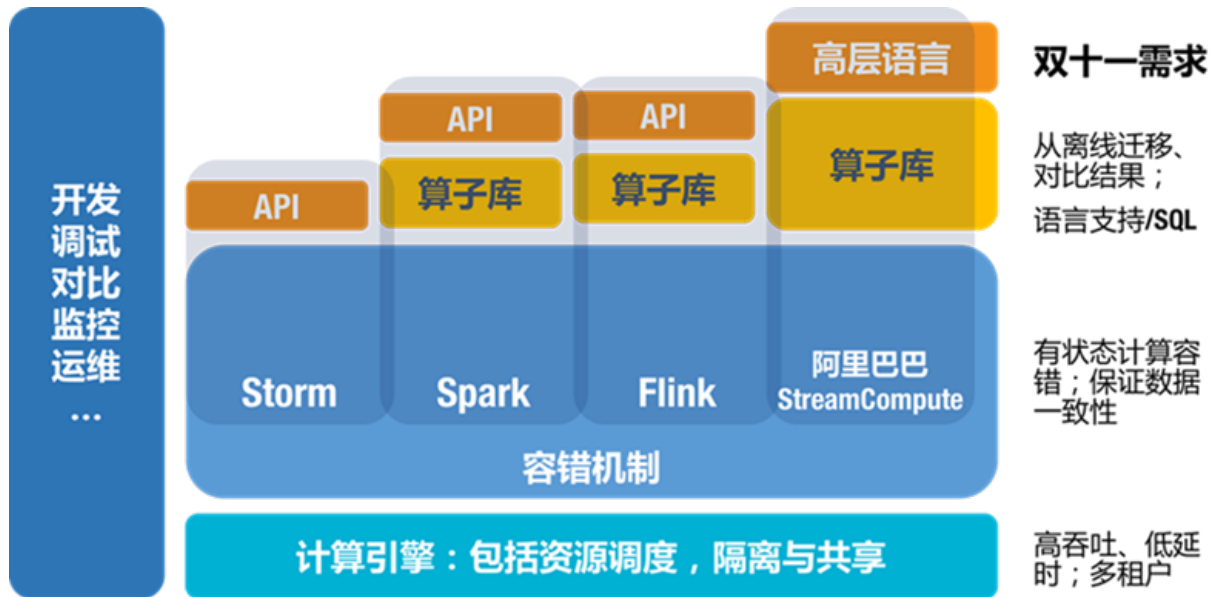 开发
调试
对比
监控
运维
...
API
API
算子库
API
算子库
高层语言
算子库
Storm
Spark
Flink
阿里巴巴
StreamCompute
容错机制
计算引擎：包括资源调度，隔离与共享
双十一需求
从离线迁移、
对比结果；
语言支持/SQL
有状态计算容
错；保证数据
一致性
高吞吐、低延
时；多租户